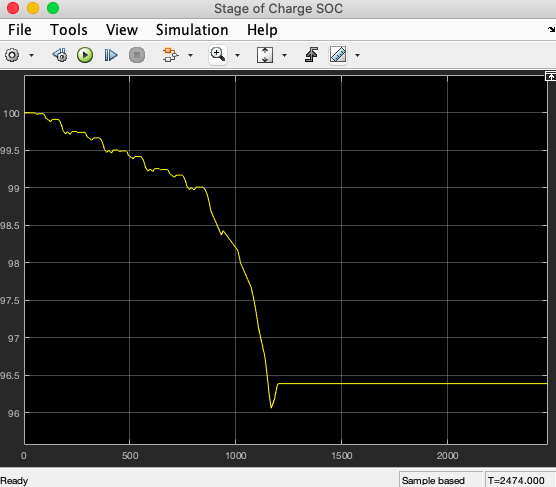 Stage of Charge SOC
File Tools View Simulation Help
100
99.5
99
98.5
98
97.5
97
96.5
96
0 500 1000 1500 2000
Ready Sample based T=2474.000